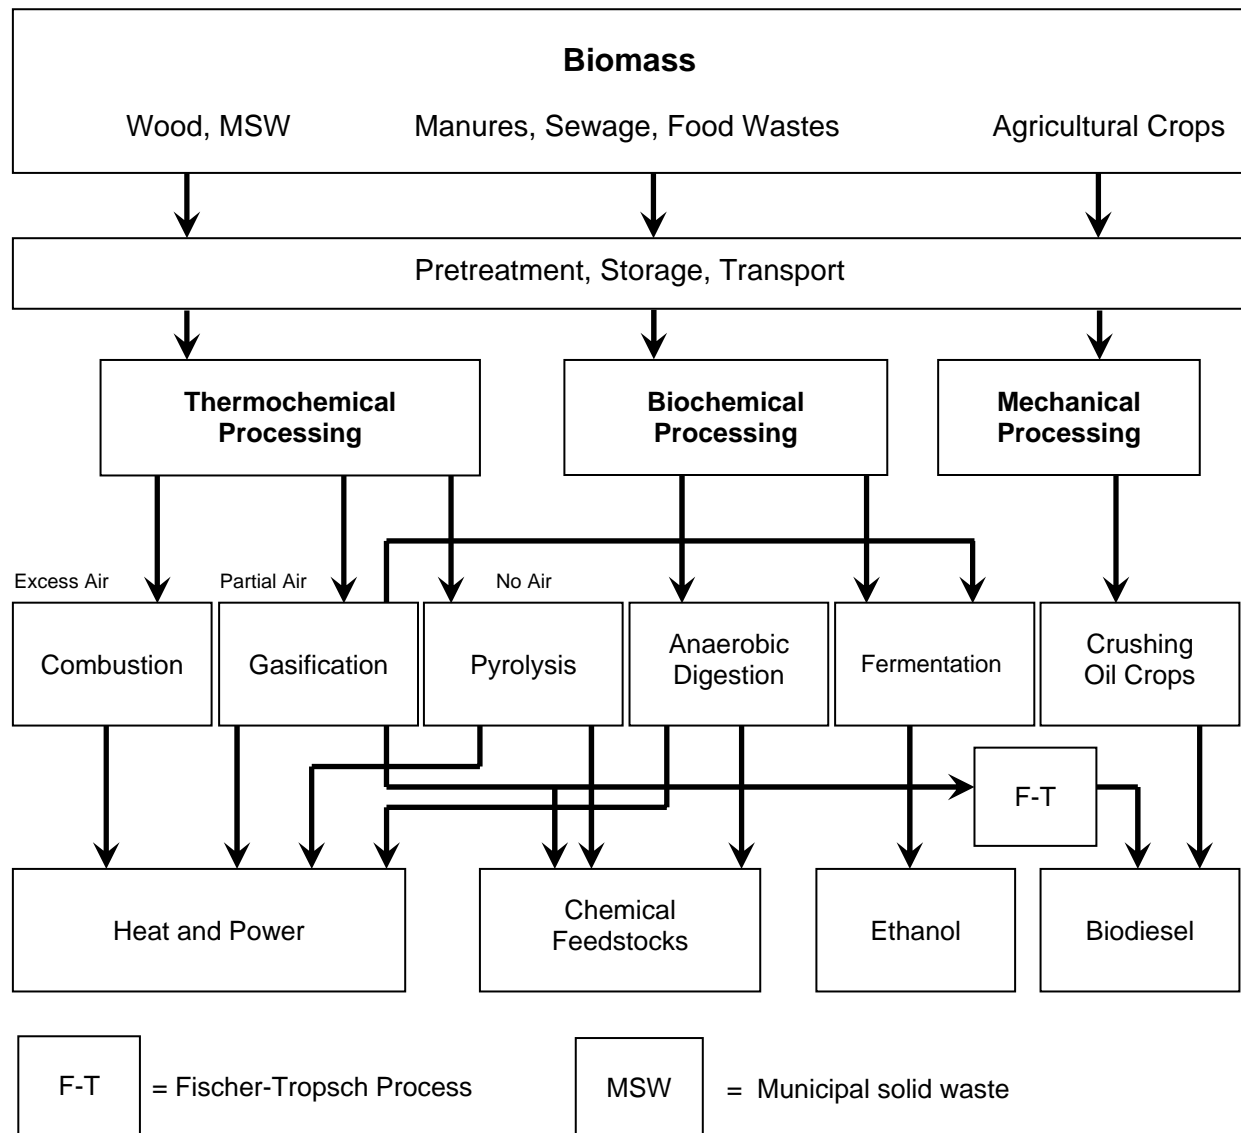 Biomass
Wood, MSW
Manures, Sewage, Food Wastes
Agricultural Crops
Pretreatment, Storage, Transport
Thermochemical
Processing
Biochemical
Processing
Mechanical
Processing
Excess Air
Partial Air
No Air
Combustion
Gasification
Pyrolysis
Anaerobic
Digestion
Fermentation
Crushing
Oil Crops
F-T
Heat and Power
Chemical
Feedstocks
Ethanol
Biodiesel
F-T = Fischer-Tropsch Process
MSW = Municipal solid waste